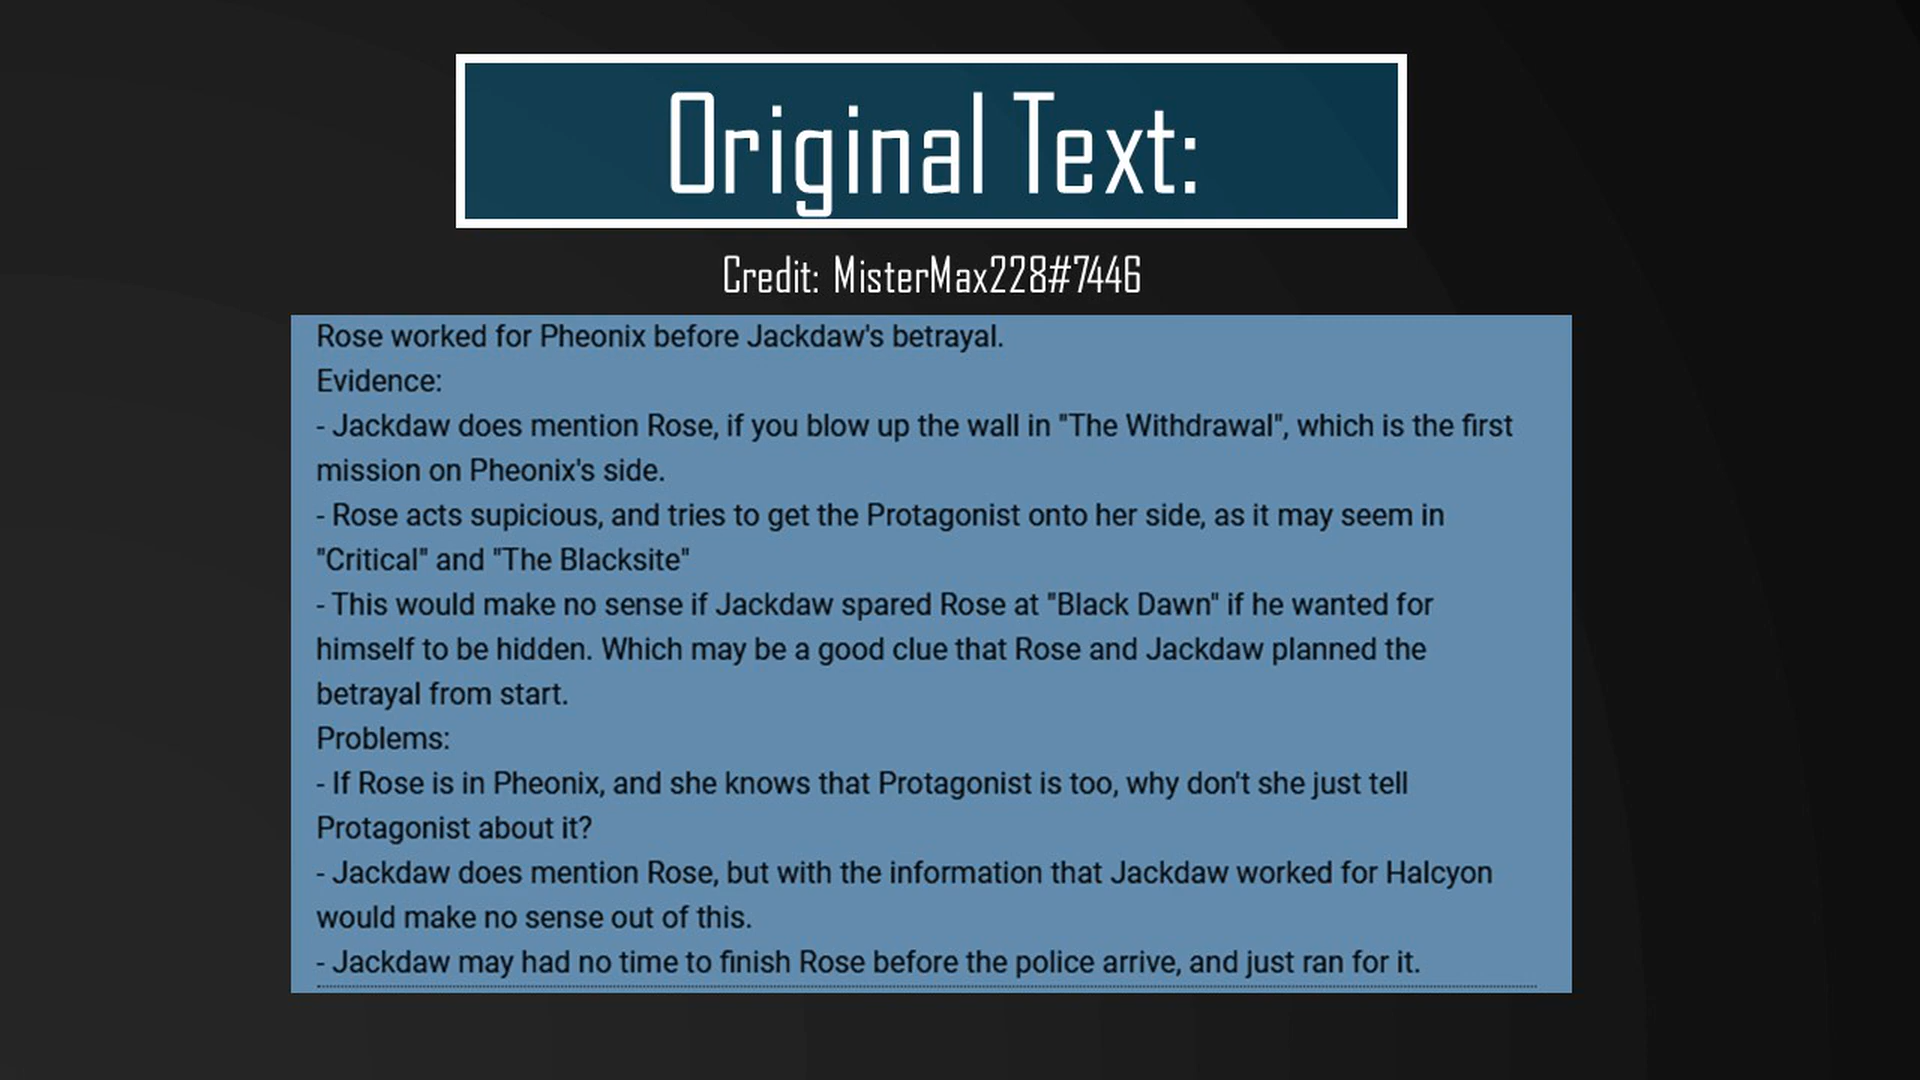 Original Text:
Credit: MisterMax228#7446
Rose worked for Pheonix before Jackdaw's betrayal.
Evidence:
- Jackdaw does mention Rose, if you blow up the wall in "The Withdrawal", which is the first
mission on Pheonix's side.
- Rose acts supicious, and tries to get the Protagonist onto her side, as it may seem in
"Critical" and "The Blacksite"
- This would make no sense if Jackdaw spared Rose at "Black Dawn" if he wanted for
himself to be hidden. Which may be a good clue that Rose and Jackdaw planned the
betrayal from start.
Problems:
- If Rose is in Pheonix, and she knows that Protagonist is too, why don't she just tell
Protagonist about it?
- Jackdaw does mention Rose, but with the information that Jackdaw worked for Halcyon
would make no sense out of this.
- Jackdaw may had no time to finish Rose before the police arrive, and just ran for it.